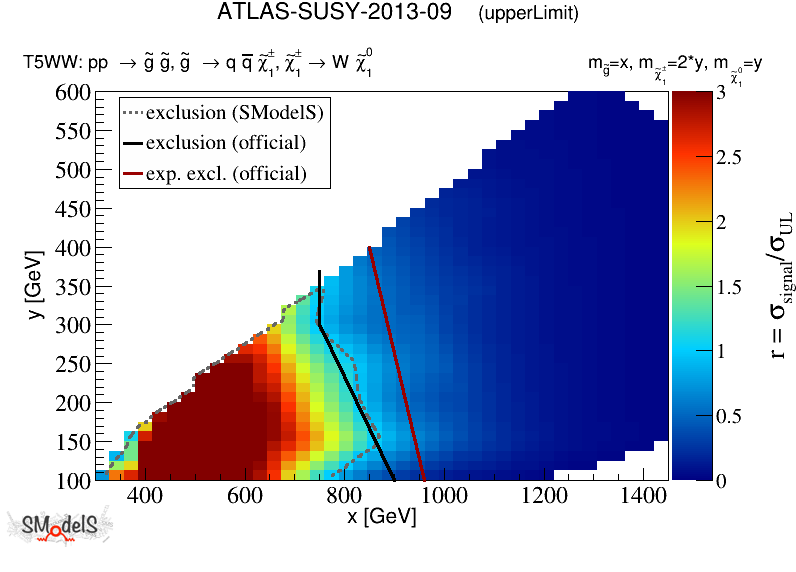 ATLAS-SUSY-2013-09 (upperLimit)
T5WW: pp → g̃ g̃, g̃ → q q̅ χ̃₁±, χ̃₁± → W χ̃₁⁰
m_g̃=x, m_χ̃₁±=2*y, m_χ̃₁⁰=y
exclusion (SModelS)
exclusion (official)
exp. excl. (official)
600
550
500
450
400
350
300
250
200
150
100
y [GeV]
400 600 800 1000 1200 1400
x [GeV]
3
2.5
2
1.5
1
0.5
0
r = σsignal/σUL
SModelS